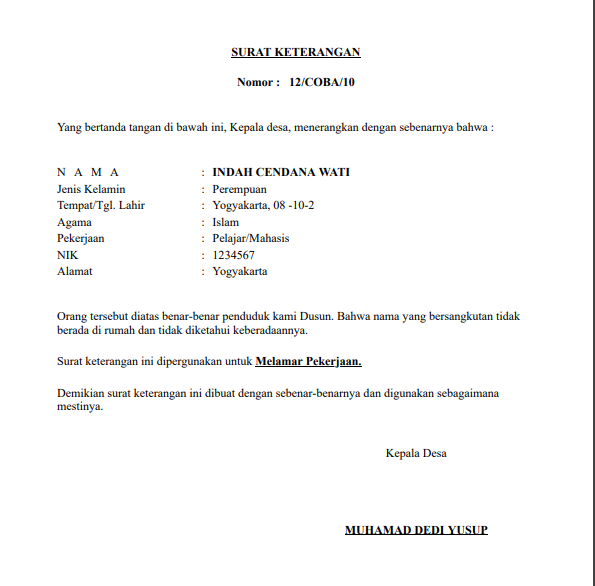 SURAT KETERANGAN
Nomor : 12/COBA/10
Yang bertanda tangan di bawah ini, Kepala desa, menerangkan dengan sebenarnya bahwa :
N A M A : INDAH CENDANA WATI
Jenis Kelamin : Perempuan
Tempat/Tgl. Lahir : Yogyakarta, 08 -10-2
Agama : Islam
Pekerjaan : Pelajar/Mahasis
NIK : 1234567
Alamat : Yogyakarta
Orang tersebut diatas benar-benar penduduk kami Dusun. Bahwa nama yang bersangkutan tidak
berada di rumah dan tidak diketahui keberadaannya.
Surat keterangan ini dipergunakan untuk Melamar Pekerjaan.
Demikian surat keterangan ini dibuat dengan sebenar-benarnya dan digunakan sebagaimana
mestinya.
Kepala Desa
MUHAMAD DEDI YUSUP